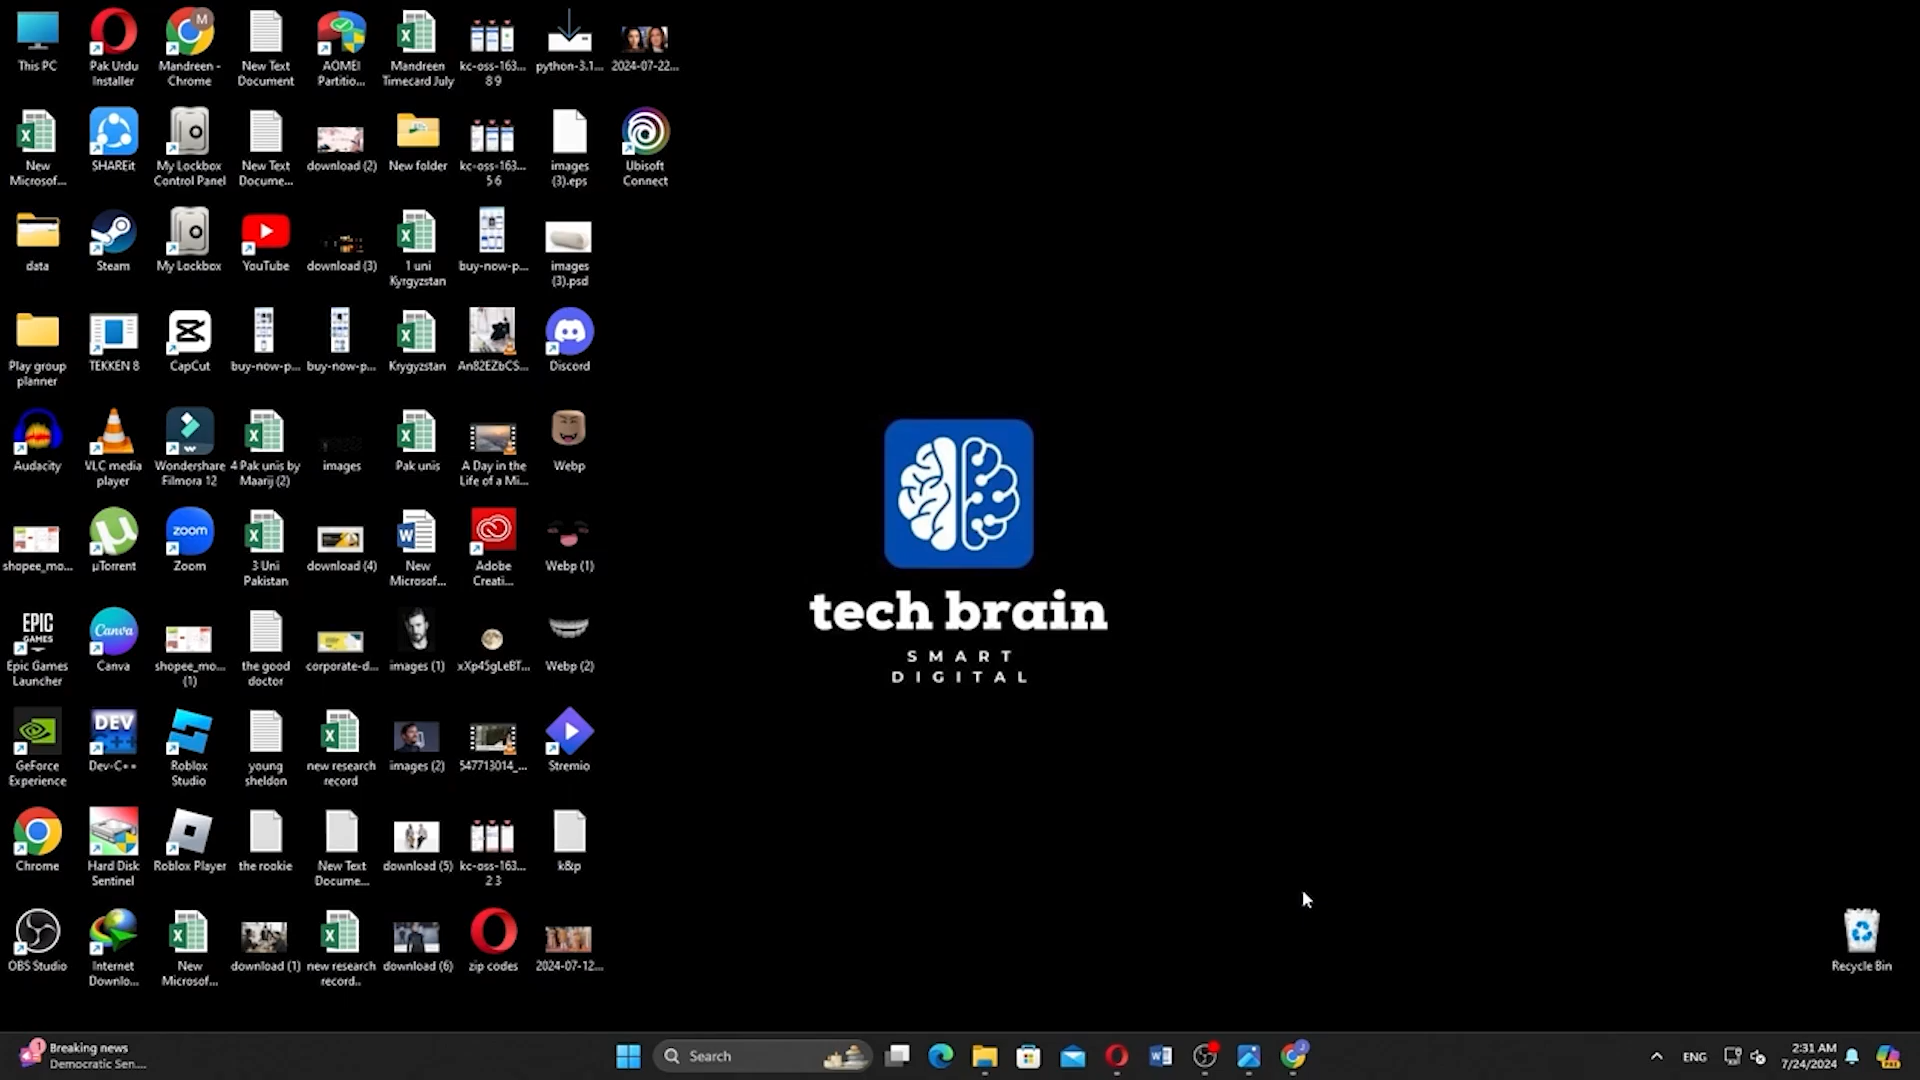 This PC
Pak Urdu
Installer
M
Mandreen -
Chrome
New Text
Document
AOMEI
Partitio...
Mandreen
Timecard July
kc-oss-163...
8 9
python-3.1...
2024-07-22...
New
Microsof...
SHAREit
My Lockbox
Control Panel
New Text
Docume...
download (2)
New folder
kc-oss-163...
5 6
images
(3).eps
Ubisoft
Connect
data
Steam
My Lockbox
YouTube
download (3)
1 uni
Kyrgyzstan
buy-now-p...
images
(3).psd
Play group
planner
TEKKEN 8
CapCut
buy-now-p...
buy-now-p...
Krygyzstan
An82EZbCS...
Discord
Audacity
VLC media
player
Wondershare
Filmora 12
4 Pak unis by
Maarij (2)
images
Pak unis
A Day in the
Life of a Mi...
Webp
shopee_mo...
µTorrent
zoom
Zoom
3 Uni
Pakistan
download (4)
New
Microsof...
Adobe
Creati...
Webp (1)
EPIC
GAMES
Epic Games
Launcher
Canva
Canva
shopee_mo...
(1)
the good
doctor
corporate-d...
images (1)
xXp45gLeBT...
Webp (2)
GeForce
Experience
DEV
C++
Dev-C++
Roblox
Studio
young
sheldon
new research
record
images (2)
547713014_...
Stremio
Chrome
Hard Disk
Sentinel
Roblox Player
the rookie
New Text
Docume...
download (5)
kc-oss-163...
2 3
k&p
OBS Studio
Internet
Downlo...
New
Microsof...
download (1)
new research
record..
download (6)
zip codes
2024-07-12...
tech brain
SMART
DIGITAL
Recycle Bin
1
Breaking news
Democratic Sen....
Search
J
ENG
2:31 AM
7/24/2024
PRE